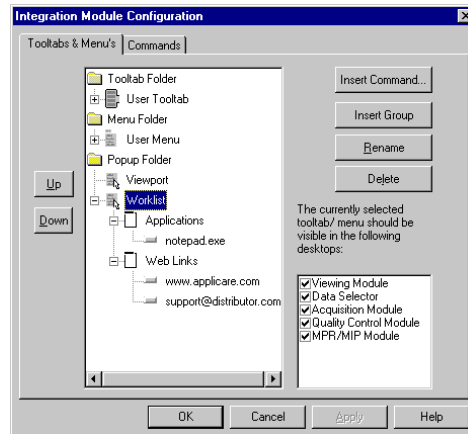 Integration Module Configuration
Tooltabs & Menu's
Commands
Tooltab Folder
User Tooltab
Menu Folder
User Menu
Popup Folder
Viewport
Worklist
Applications
notepad.exe
Web Links
www.applicare.com
support@distributor.com
Up
Down
Insert Command...
Insert Group
Rename
Delete
The currently selected
tooltab/ menu should be
visible in the following
desktops:
Viewing Module
Data Selector
Acquisition Module
Quality Control Module
MPR/MIP Module
OK
Cancel
Apply
Help